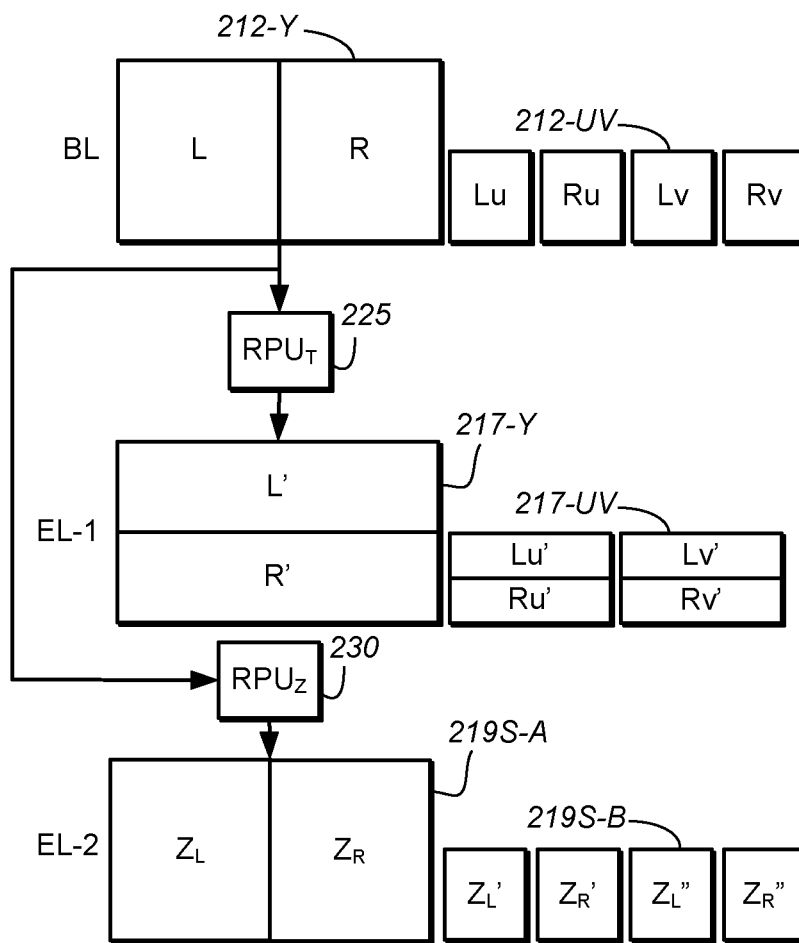 212-Y
BL
L
R
212-UV
Lu
Ru
Lv
Rv
RPUT
225
217-Y
EL-1
L’
R’
217-UV
Lu’
Lv’
Ru’
Rv’
RPUZ
230
219S-A
EL-2
ZL
ZR
219S-B
ZL’
ZR’
ZL”
ZR”